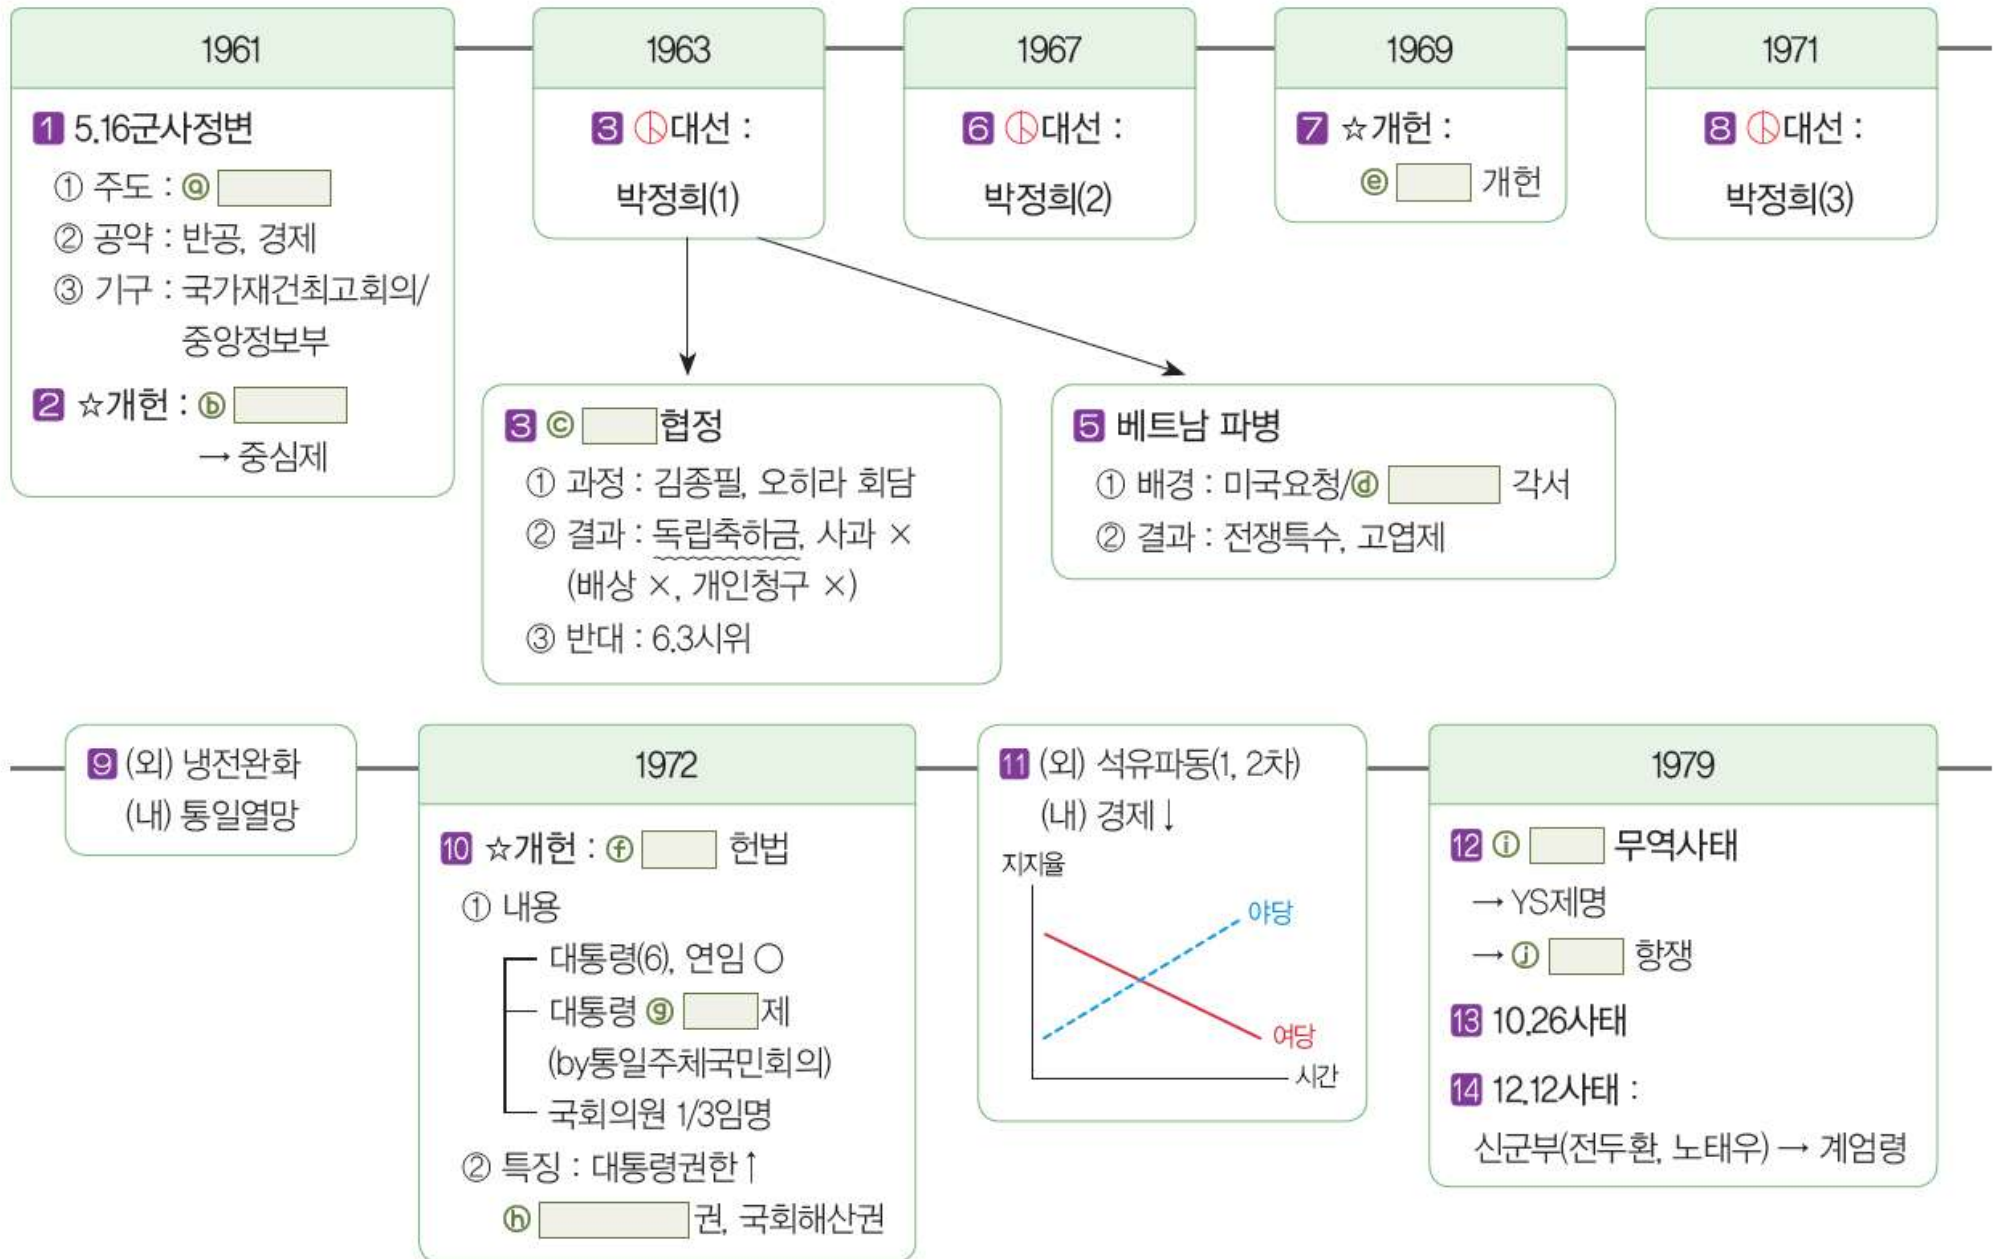 1961
1 5.16군사정변
① 주도 : ⓐ
② 공약 : 반공, 경제
③ 기구 : 국가재건최고회의/
중앙정보부
2 ☆개헌 : ⓑ
→ 중심제
1963
3 대선 :
박정희(1)
1967
6 대선 :
박정희(2)
1969
7 ☆개헌 :
ⓔ 개헌
1971
8 대선 :
박정희(3)
3 ⓒ 협정
① 과정 : 김종필, 오히라 회담
② 결과 : 독립축하금, 사과 ×
(배상 ×, 개인청구 ×)
③ 반대 : 6.3시위
5 베트남 파병
① 배경 : 미국요청/ⓓ 각서
② 결과 : 전쟁특수, 고엽제
9 (외) 냉전완화
(내) 통일열망
1972
10 ☆개헌 : ⓕ 헌법
① 내용
대통령(6), 연임 ○
대통령 ⓖ 제
(by통일주체국민회의)
국회의원 1/3임명
② 특징 : 대통령권한↑
ⓗ 권, 국회해산권
11 (외) 석유파동(1, 2차)
(내) 경제↓
지지율
야당
여당
시간
1979
12 ⓘ 무역사태
→ YS제명
→ ⓙ 항쟁
13 10.26사태
14 12.12사태 :
신군부(전두환, 노태우) → 계엄령